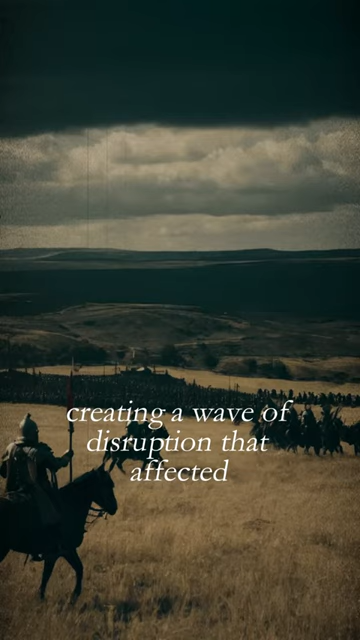 creating a wave of
disruption that
affected